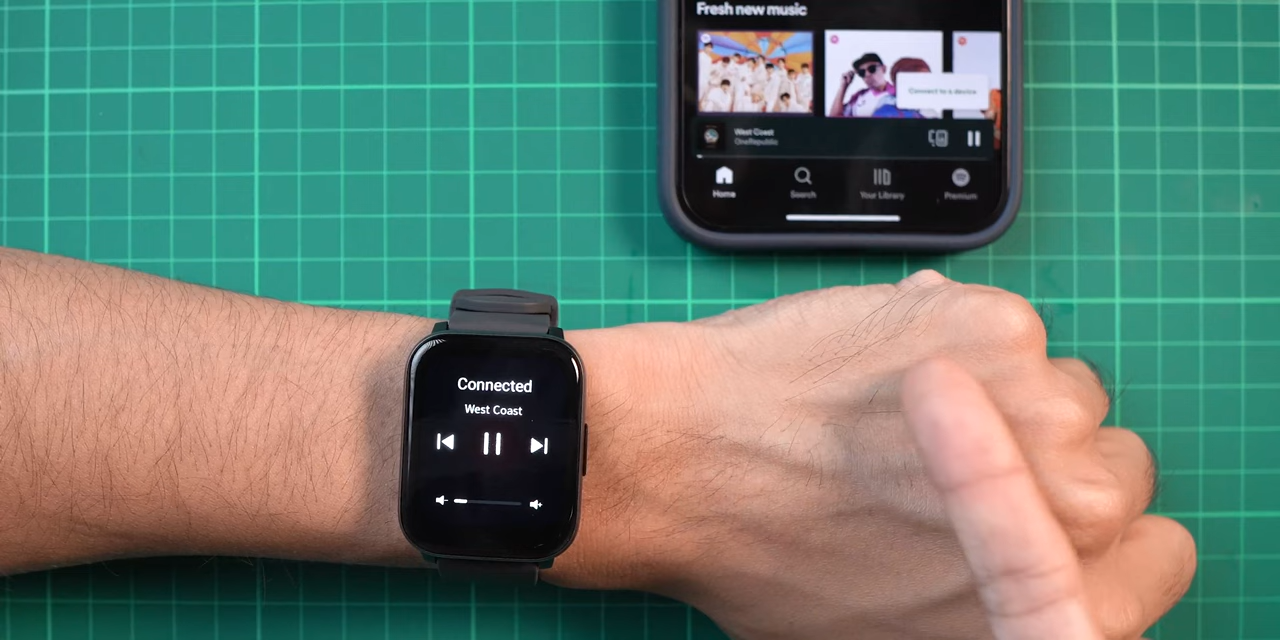 Fresh new music
Connect to a device
West Coast
OneRepublic
Home
Search
Your Library
Premium
Connected
West Coast